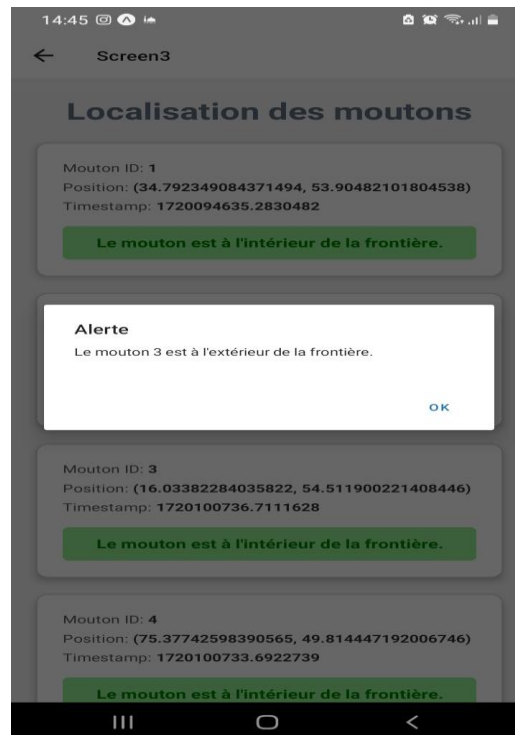 14:45
Screen3
Localisation des moutons
Mouton ID: 1
Position: (34.792349084371494, 53.90482101804538)
Timestamp: 1720094635.2830482
Le mouton est à l'intérieur de la frontière.
Alerte
Le mouton 3 est à l'extérieur de la frontière.
OK
Mouton ID: 3
Position: (16.03382284035822, 54.511900221408446)
Timestamp: 1720100736.7111628
Le mouton est à l'intérieur de la frontière.
Mouton ID: 4
Position: (75.37742598390565, 49.814447192006746)
Timestamp: 1720100733.6922739
Le mouton est à l'intérieur de la frontière.